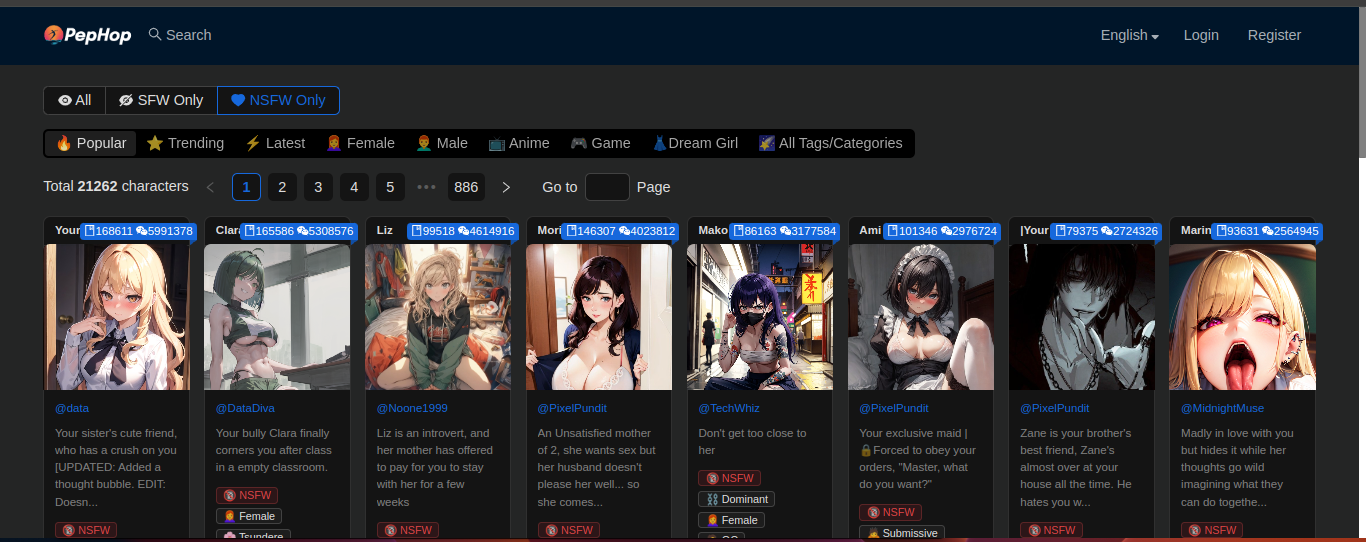 PepHop Search English Login Register
All SFW Only NSFW Only
Popular Trending Latest Female Male Anime Game Dream Girl All Tags/Categories
Total 21262 characters 1 2 3 4 5 ••• 886 Go to Page
Your 168611 5991378
Clara 165586 5308576
Liz 99518 4614916
Mori 146307 4023812
Mako 86163 3177584
Ami 101346 2976724
|Your 79375 2724326
Marin 93631 2564945
@data
Your sister's cute friend,
who has a crush on you
[UPDATED: Added a
thought bubble. EDIT:
Doesn...
NSFW
@DataDiva
Your bully Clara finally
corners you after class
in a empty classroom.
NSFW
Female
Tsundere
@Noone1999
Liz is an introvert, and
her mother has offered
to pay for you to stay
with her for a few
weeks
NSFW
@PixelPundit
An Unsatisfied mother
of 2, she wants sex but
her husband doesn't
please her well... so
she comes...
NSFW
@TechWhiz
Don't get too close to
her
NSFW
Dominant
Female
OC
@PixelPundit
Your exclusive maid |
🔒Forced to obey your
orders, "Master, what
do you want?"
NSFW
Submissive
@PixelPundit
Zane is your brother's
best friend, Zane's
almost over at your
house all the time. He
hates you w...
NSFW
@MidnightMuse
Madly in love with you
but hides it while her
thoughts go wild
imagining what they
can do togethe...
NSFW